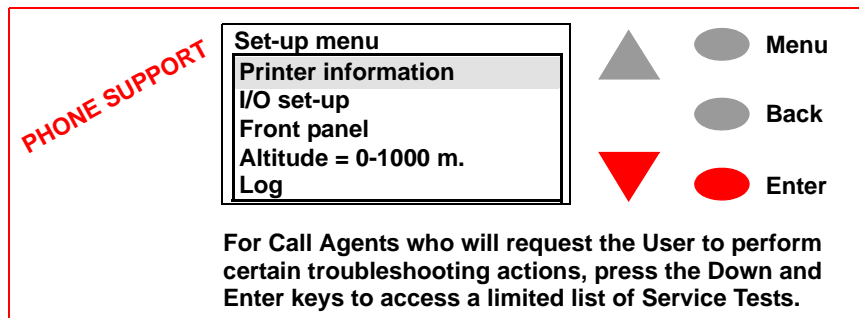 PHONE SUPPORT
Set-up menu
Printer information
I/O set-up
Front panel
Altitude = 0-1000 m.
Log
Menu
Back
Enter
For Call Agents who will request the User to perform
certain troubleshooting actions, press the Down and
Enter keys to access a limited list of Service Tests.